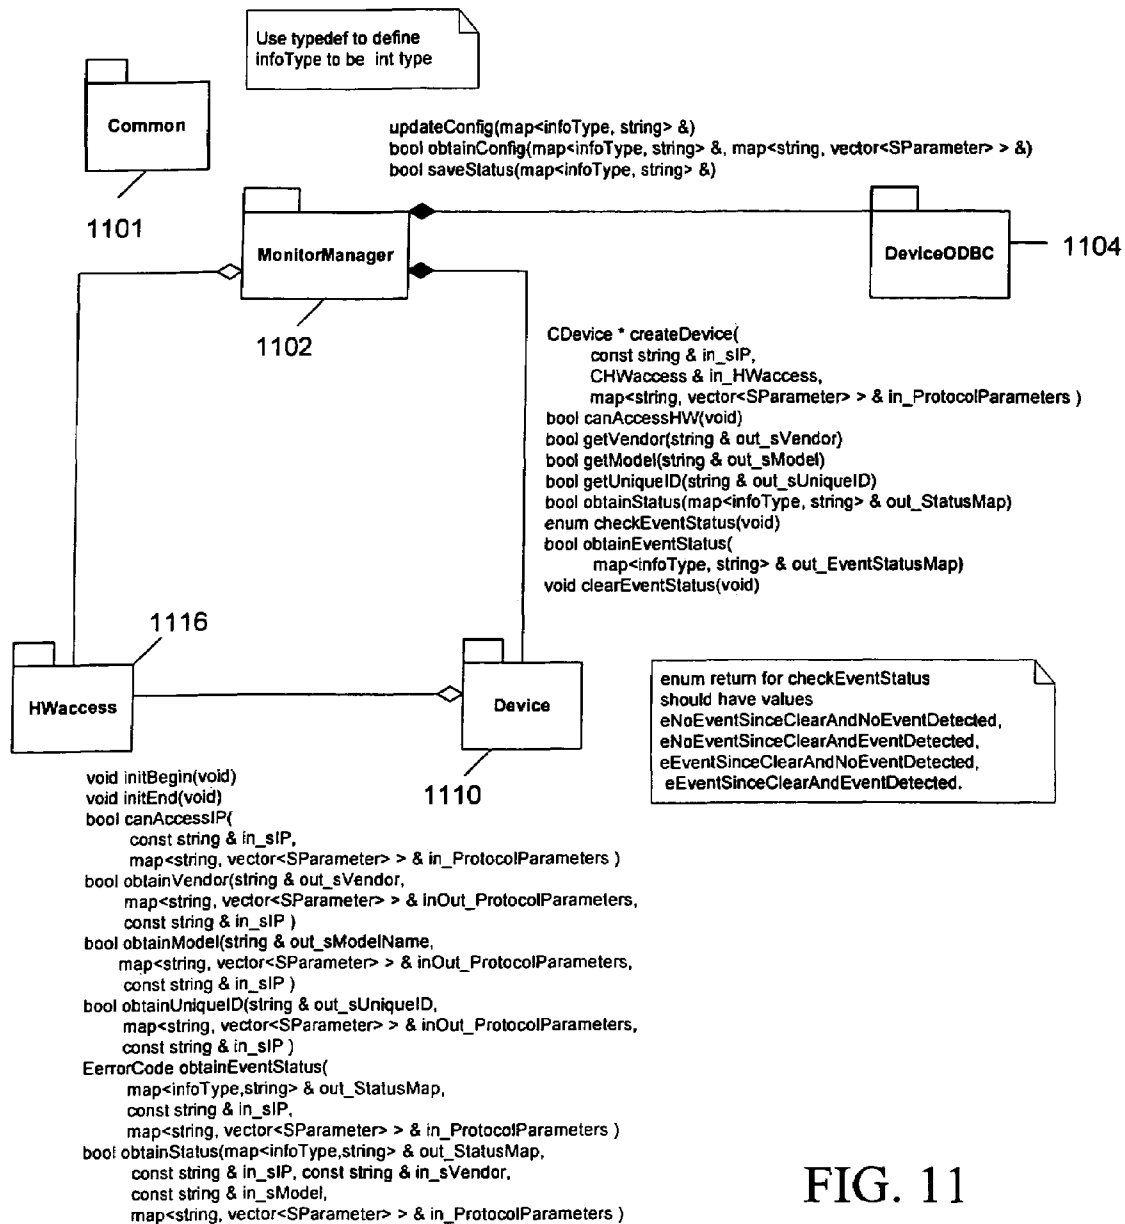 Use typedef to define
infoType to be int type
Common
1101
updateConfig(map<infoType, string> &)
bool obtainConfig(map<infoType, string> &, map<string, vector<SParameter> > &)
bool saveStatus(map<infoType, string> &)
MonitorManager
1102
DeviceODBC
1104
CDevice * createDevice(
const string & in_sIP,
CHWaccess & in_HWaccess,
map<string, vector<SParameter> > & in_ProtocolParameters )
bool canAccessHW(void)
bool getVendor(string & out_sVendor)
bool getModel(string & out_sModel)
bool getUniqueID(string & out_sUniqueID)
bool obtainStatus(map<infoType, string> & out_StatusMap)
enum checkEventStatus(void)
bool obtainEventStatus(
map<infoType, string> & out_EventStatusMap)
void clearEventStatus(void)
1116
HWaccess
Device
1110
enum return for checkEventStatus
should have values
eNoEventSinceClearAndNoEventDetected,
eNoEventSinceClearAndEventDetected,
eEventSinceClearAndNoEventDetected,
eEventSinceClearAndEventDetected.
void initBegin(void)
void initEnd(void)
bool canAccessIP(
const string & in_sIP,
map<string, vector<SParameter> > & in_ProtocolParameters )
bool obtainVendor(string & out_sVendor,
map<string, vector<SParameter> > & inOut_ProtocolParameters,
const string & in_sIP )
bool obtainModel(string & out_sModelName,
map<string, vector<SParameter> > & inOut_ProtocolParameters,
const string & in_sIP )
bool obtainUniqueID(string & out_sUniqueID,
map<string, vector<SParameter> > & inOut_ProtocolParameters,
const string & in_sIP )
EerrorCode obtainEventStatus(
map<infoType,string> & out_StatusMap,
const string & in_sIP,
map<string, vector<SParameter> > & in_ProtocolParameters )
bool obtainStatus(map<infoType,string> & out_StatusMap,
const string & in_sIP, const string & in_sVendor,
const string & in_sModel,
map<string, vector<SParameter> > & in_ProtocolParameters )
FIG. 11